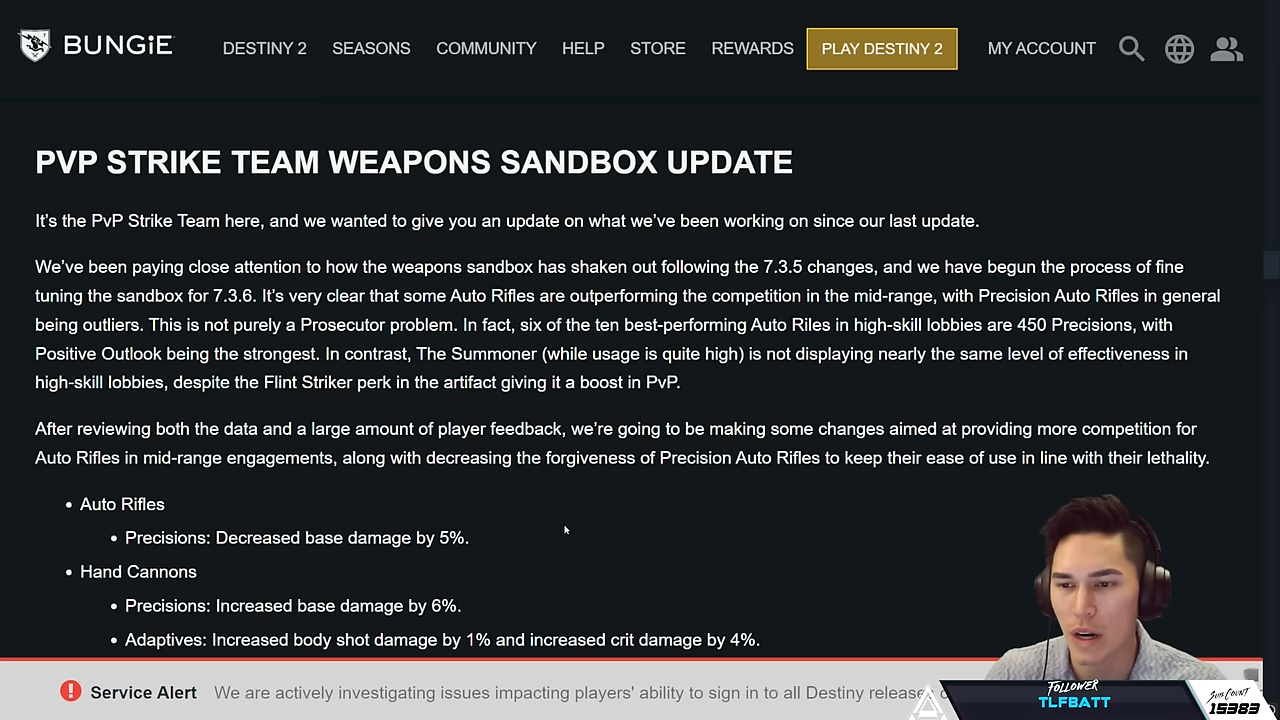 BUNGiE DESTINY 2 SEASONS COMMUNITY HELP STORE REWARDS PLAY DESTINY 2 MY ACCOUNT
PVP STRIKE TEAM WEAPONS SANDBOX UPDATE
It's the PvP Strike Team here, and we wanted to give you an update on what we've been working on since our last update.
We've been paying close attention to how the weapons sandbox has shaken out following the 7.3.5 changes, and we have begun the process of fine
tuning the sandbox for 7.3.6. It's very clear that some Auto Rifles are outperforming the competition in the mid-range, with Precision Auto Rifles in general
being outliers. This is not purely a Prosecutor problem. In fact, six of the ten best-performing Auto Riles in high-skill lobbies are 450 Precisions, with
Positive Outlook being the strongest. In contrast, The Summoner (while usage is quite high) is not displaying nearly the same level of effectiveness in
high-skill lobbies, despite the Flint Striker perk in the artifact giving it a boost in PvP.
After reviewing both the data and a large amount of player feedback, we're going to be making some changes aimed at providing more competition for
Auto Rifles in mid-range engagements, along with decreasing the forgiveness of Precision Auto Rifles to keep their ease of use in line with their lethality.
• Auto Rifles
• Precisions: Decreased base damage by 5%.
• Hand Cannons
• Precisions: Increased base damage by 6%.
• Adaptives: Increased body shot damage by 1% and increased crit damage by 4%.
Service Alert We are actively investigating issues impacting players' ability to sign in to all Destiny release
FOLLOWER
TLFBATT
SUB COUNT
15383